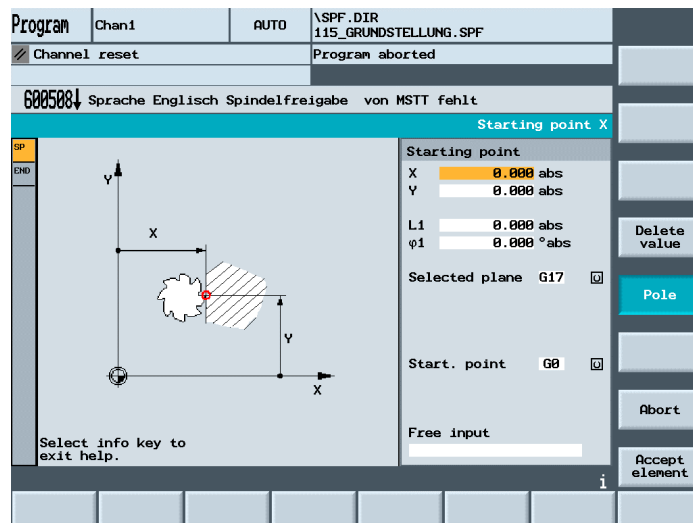 Program
Chan1
AUTO
\SPF.DIR
115_GRUNDSTELLUNG.SPF
Channel reset
Program aborted
600508↓ Sprache Englisch Spindelfreigabe von MSTT fehlt
Starting point X
SP
END
Starting point
X 0.000 abs
Y 0.000 abs
L1 0.000 abs
φ1 0.000 °abs
Selected plane G17 U
Start. point G0 U
Free input
Y
X
Y
X
Select info key to
exit help.
i
Delete
value
Pole
Abort
Accept
element